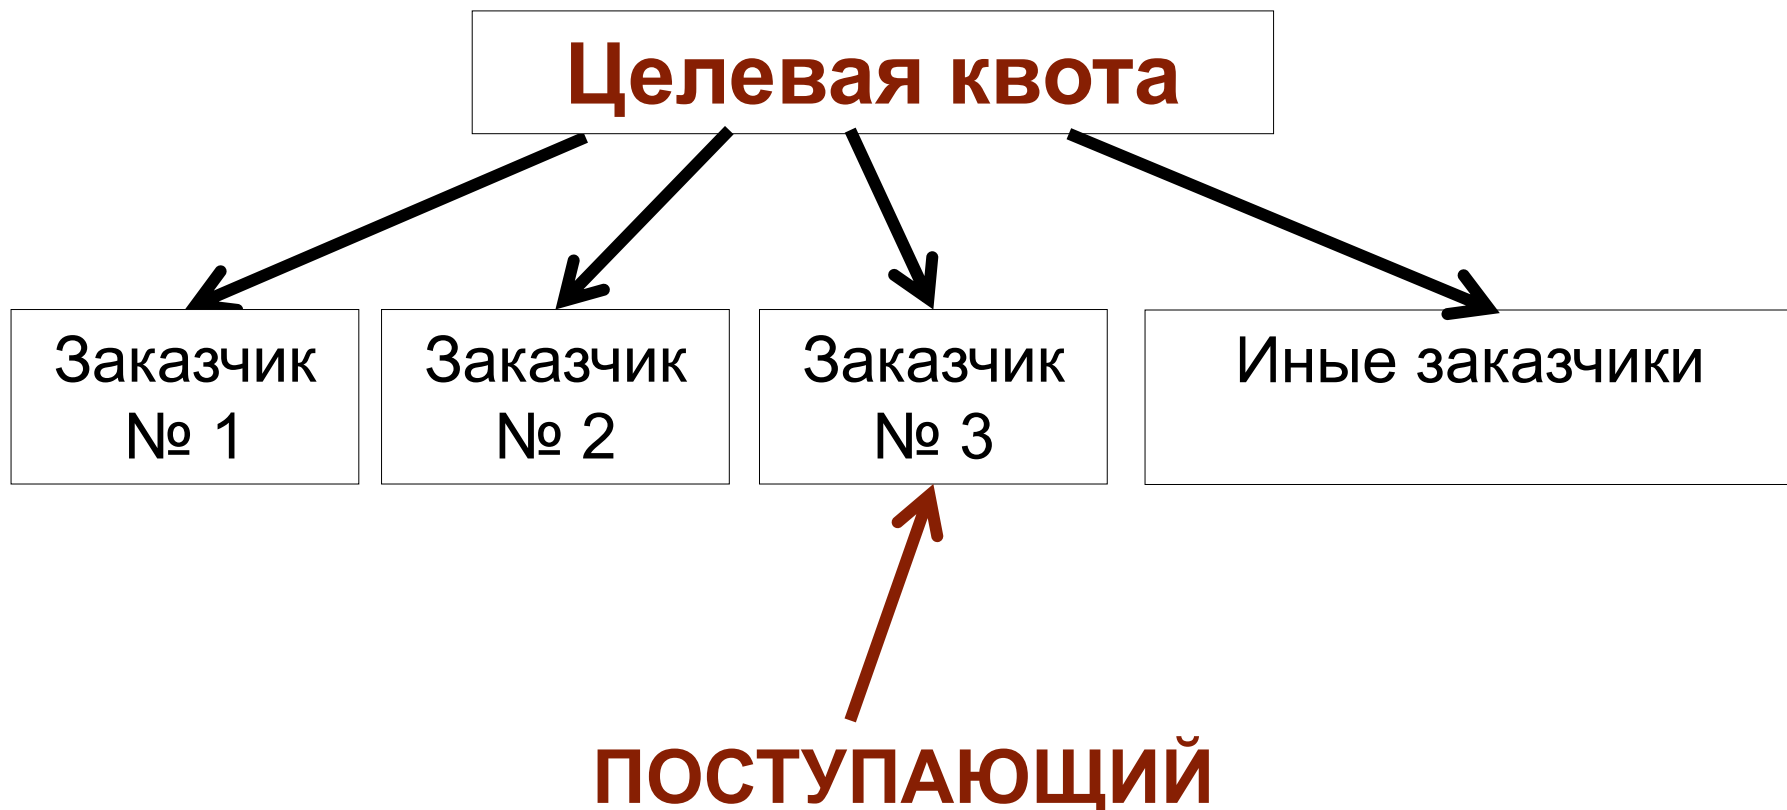 Целевая квота
Заказчик
№ 1
Заказчик
№ 2
Заказчик
№ 3
Иные заказчики
ПОСТУПАЮЩИЙ